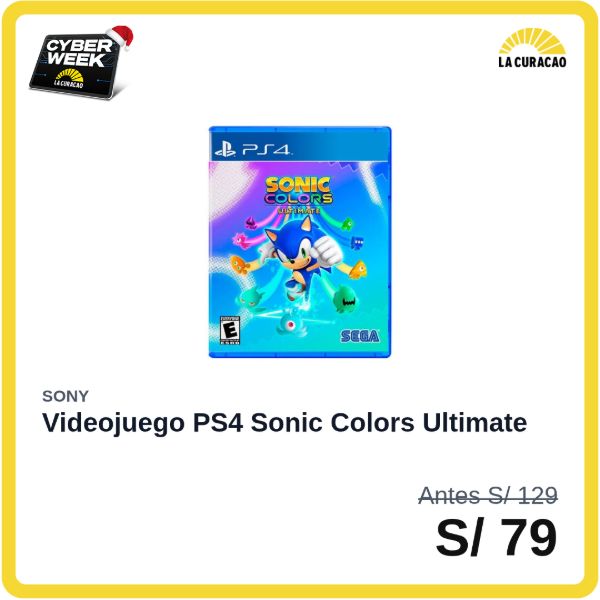 CYBER
WEEK
LA CURACAO
LA CURACAO
PS4
SONIC
COLORS
ULTIMATE
E
SEGA
SONY
Videojuego PS4 Sonic Colors Ultimate
Antes S/ 129
S/ 79